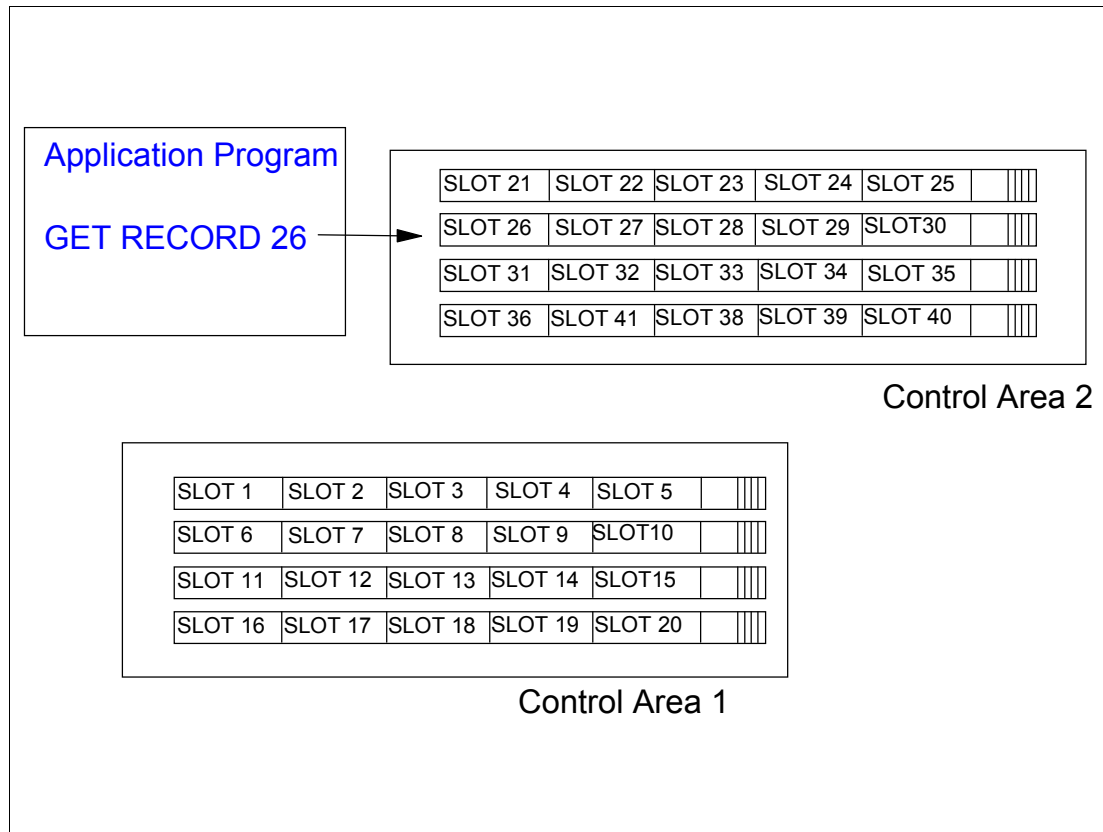 Application Program
GET RECORD 26
SLOT 21 SLOT 22 SLOT 23 SLOT 24 SLOT 25
SLOT 26 SLOT 27 SLOT 28 SLOT 29 SLOT30
SLOT 31 SLOT 32 SLOT 33 SLOT 34 SLOT 35
SLOT 36 SLOT 41 SLOT 38 SLOT 39 SLOT 40
Control Area 2
SLOT 1 SLOT 2 SLOT 3 SLOT 4 SLOT 5
SLOT 6 SLOT 7 SLOT 8 SLOT 9 SLOT10
SLOT 11 SLOT 12 SLOT 13 SLOT 14 SLOT15
SLOT 16 SLOT 17 SLOT 18 SLOT 19 SLOT 20
Control Area 1